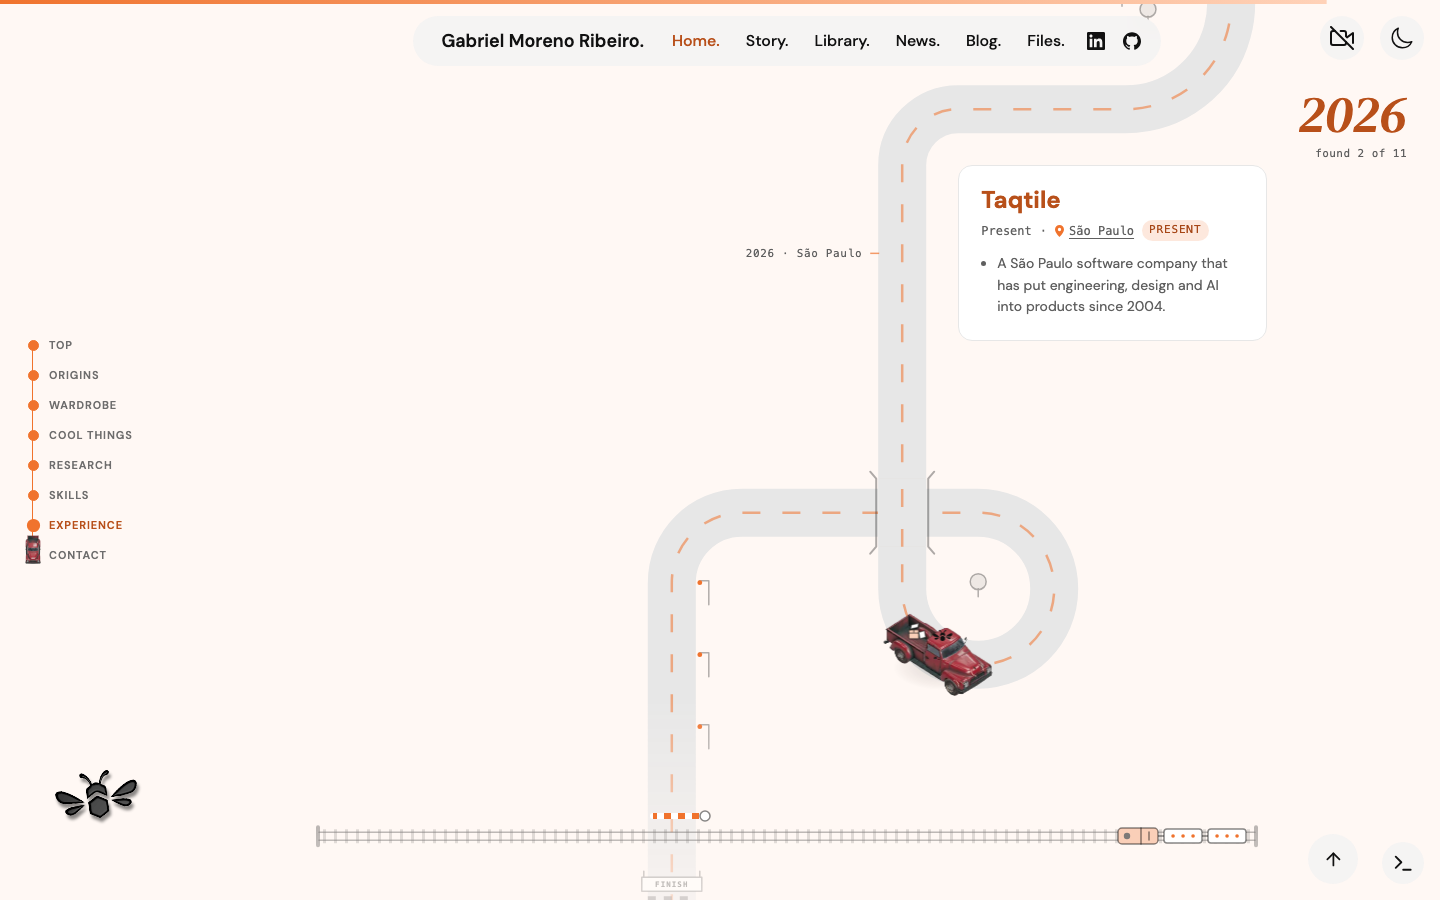 Gabriel Moreno Ribeiro.
Home.
Story.
Library.
News.
Blog.
Files.
2026
found 2 of 11
Taqtile
Present · São Paulo PRESENT
A São Paulo software company that
has put engineering, design and AI
into products since 2004.
2026 · São Paulo
TOP
ORIGINS
WARDROBE
COOL THINGS
RESEARCH
SKILLS
EXPERIENCE
CONTACT
FINISH